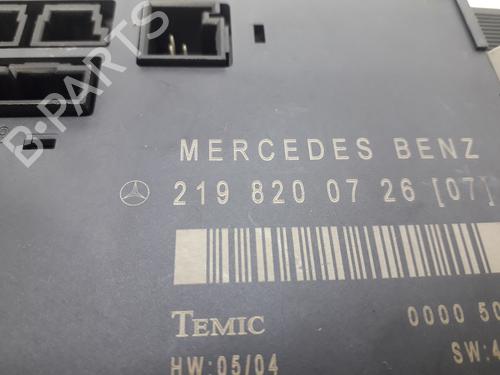 B-PARTS
MERCEDES BENZ
219 820 07 26 [07]
TEMIC 0000 50
HW:05/04 SW:4